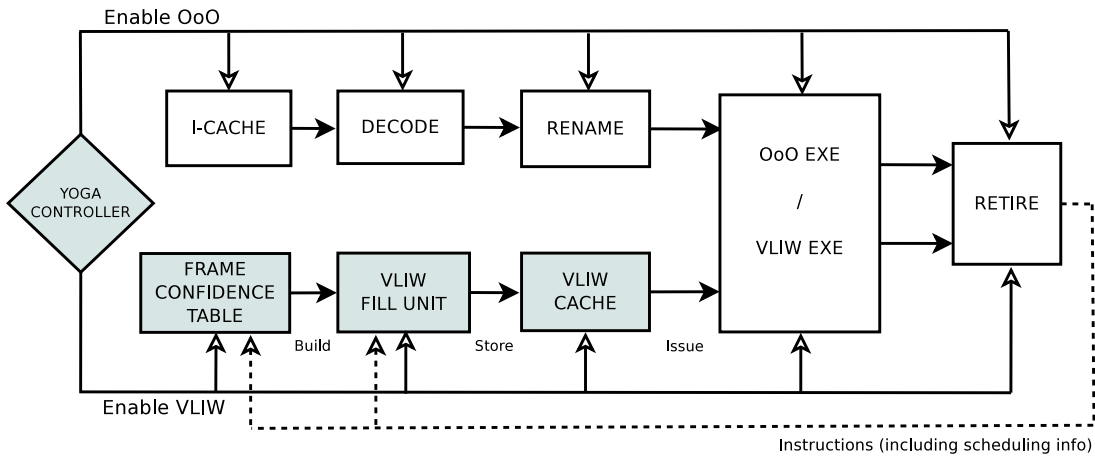 Enable OoO
I-CACHE
DECODE
RENAME
OoO EXE
/
VLIW EXE
RETIRE
YOGA
CONTROLLER
FRAME
CONFIDENCE
TABLE
Build
VLIW
FILL UNIT
Store
VLIW
CACHE
Issue
Enable VLIW
Instructions (including scheduling info)